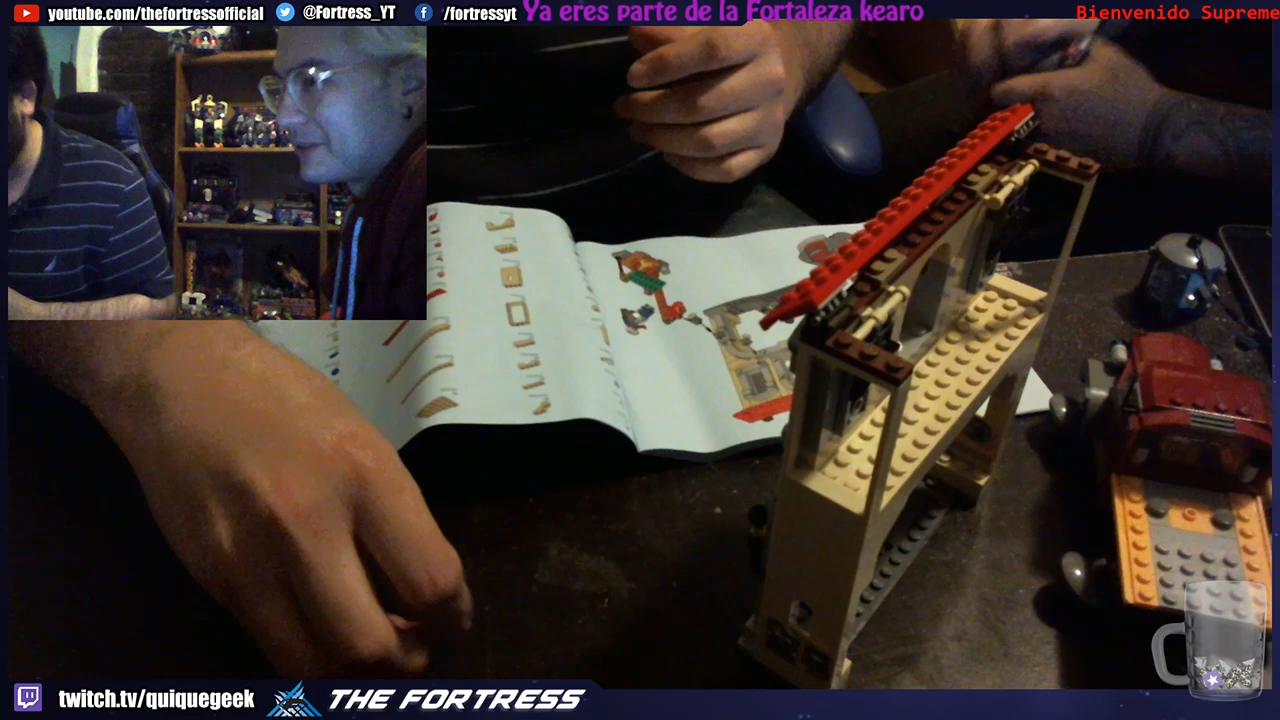 youtube.com/thefortressofficial @Fortress_YT /fortressyt Ya eres parte de la Fortaleza kearo Bienvenido Supreme
twitch.tv/quiquegeek THE FORTRESS